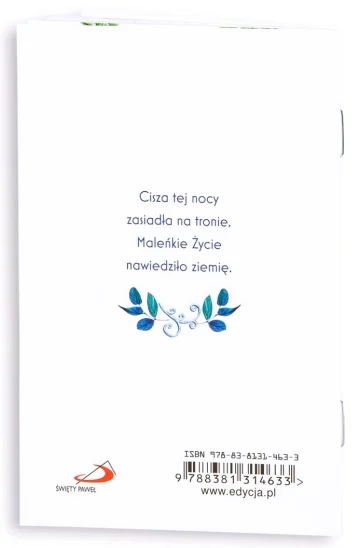 Cisza tej nocy
zasiadła na tronie,
Maleńkie Życie
nawiedziło ziemię.
ISBN 978-83-8131-463-3
9 788381 314633 >
www.edycja.pl
ŚWIĘTY PAWEŁ